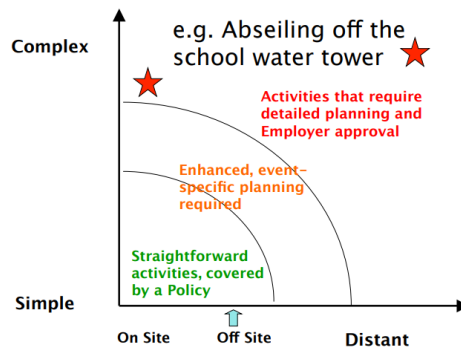 e.g. Abseiling off the
school water tower
Complex
Activities that require
detailed planning and
Employer approval
Enhanced, event-
specific planning
required
Straightforward
activities, covered
by a Policy
Simple
On Site
Off Site
Distant